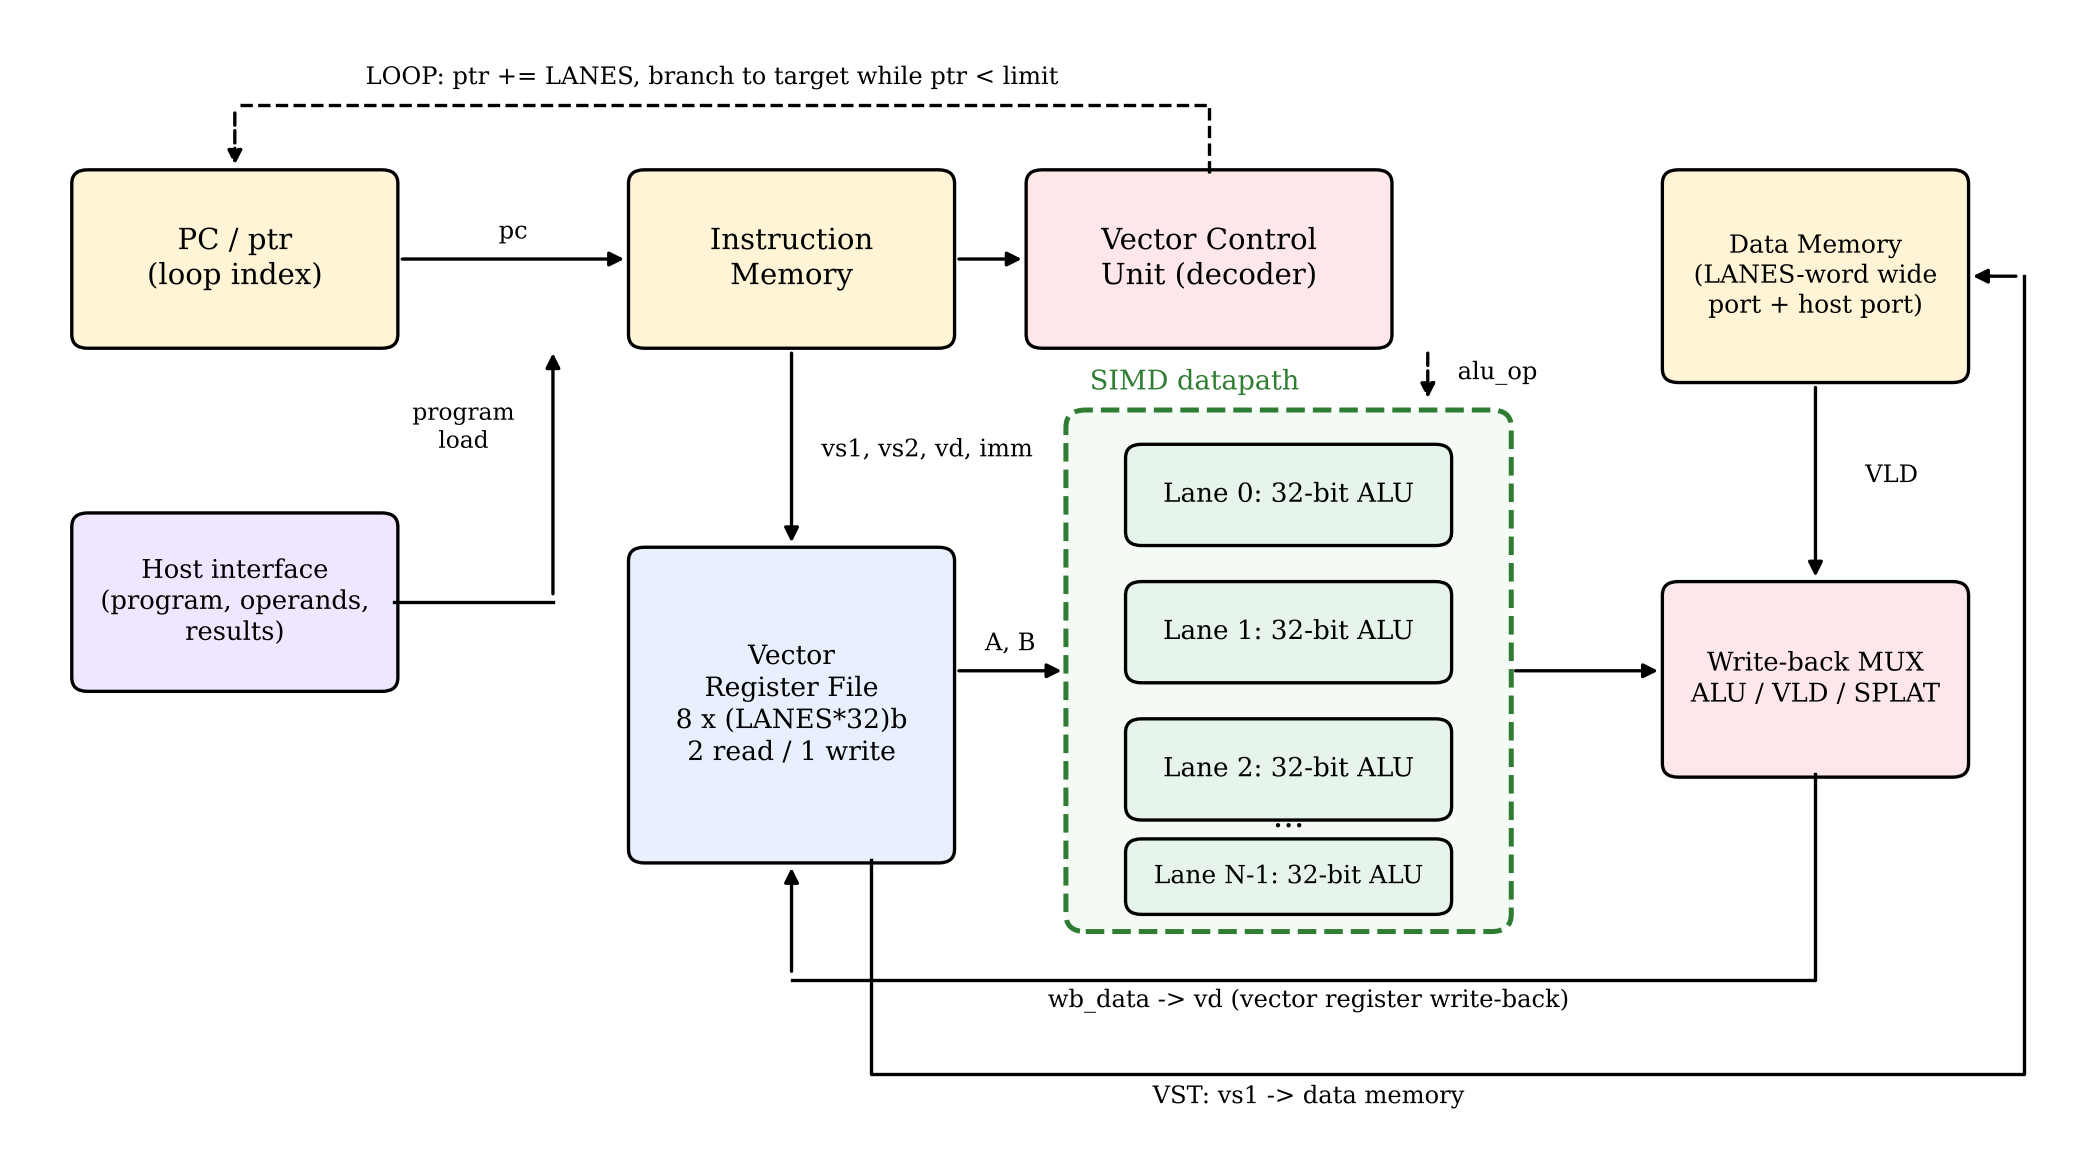 LOOP: ptr += LANES, branch to target while ptr < limit
PC / ptr
(loop index)
pc
Instruction
Memory
Vector Control
Unit (decoder)
Data Memory
(LANES-word wide
port + host port)
SIMD datapath
alu_op
program
load
vs1, vs2, vd, imm
VLD
Host interface
(program, operands,
results)
Vector
Register File
8 x (LANES*32)b
2 read / 1 write
A, B
Lane 0: 32-bit ALU
Lane 1: 32-bit ALU
Lane 2: 32-bit ALU
...
Lane N-1: 32-bit ALU
Write-back MUX
ALU / VLD / SPLAT
wb_data -> vd (vector register write-back)
VST: vs1 -> data memory